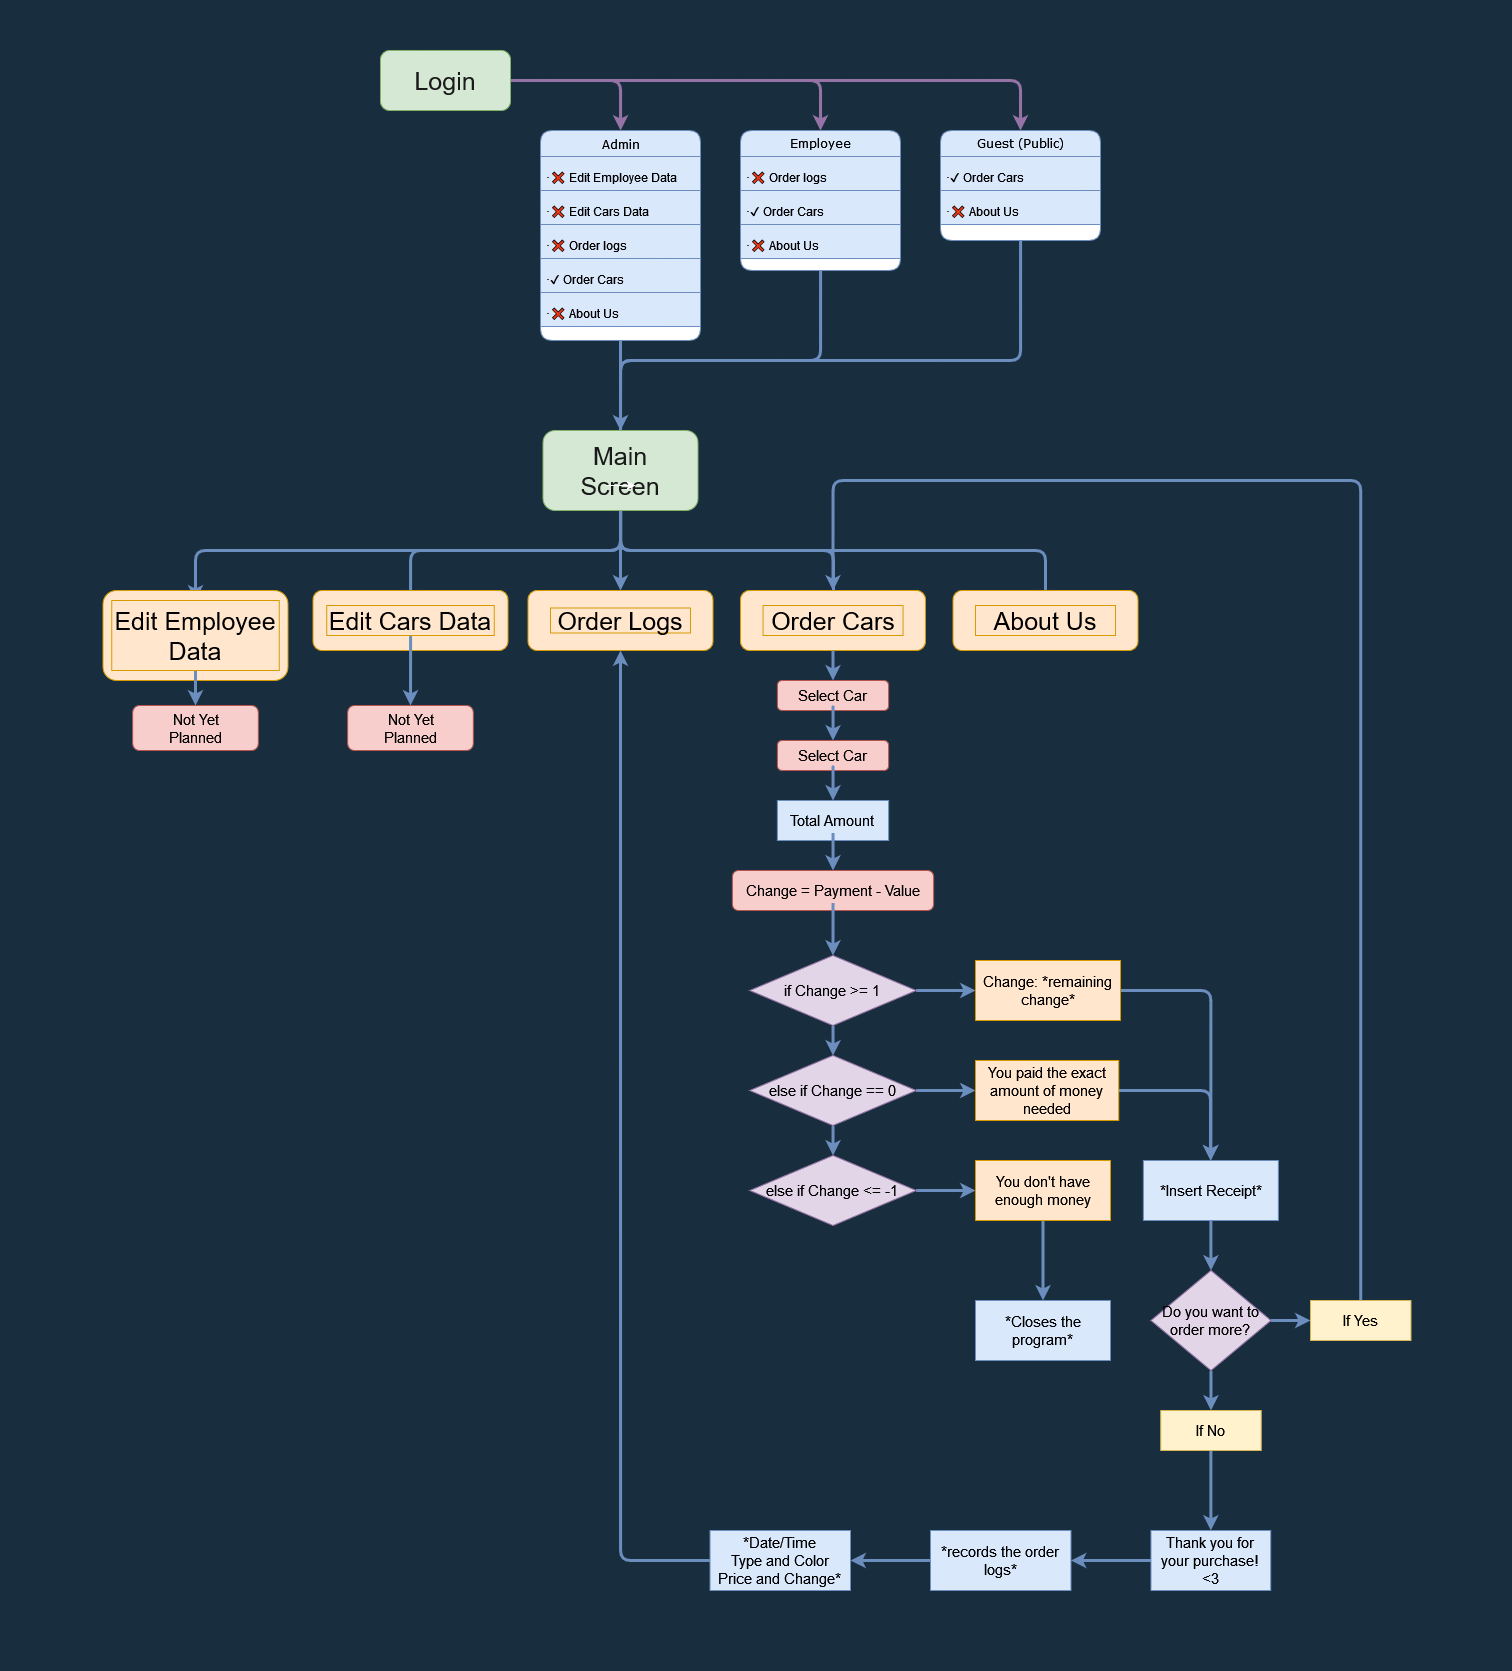 Login
Admin
- ❌ Edit Employee Data
- ❌ Edit Cars Data
- ❌ Order logs
-✓ Order Cars
- ❌ About Us
Employee
- ❌ Order logs
-✓ Order Cars
- ❌ About Us
Guest (Public)
-✓ Order Cars
- ❌ About Us
Main
Screen
Edit Employee
Data
Edit Cars Data
Order Logs
Order Cars
About Us
Not Yet
Planned
Not Yet
Planned
Select Car
Select Car
Total Amount
Change = Payment - Value
if Change >= 1
Change: *remaining
change*
else if Change == 0
You paid the exact
amount of money
needed
else if Change <= -1
You don't have
enough money
*Insert Receipt*
*Closes the
program*
Do you want to
order more?
If Yes
If No
*Date/Time
Type and Color
Price and Change*
*records the order
logs*
Thank you for
your purchase!
<3